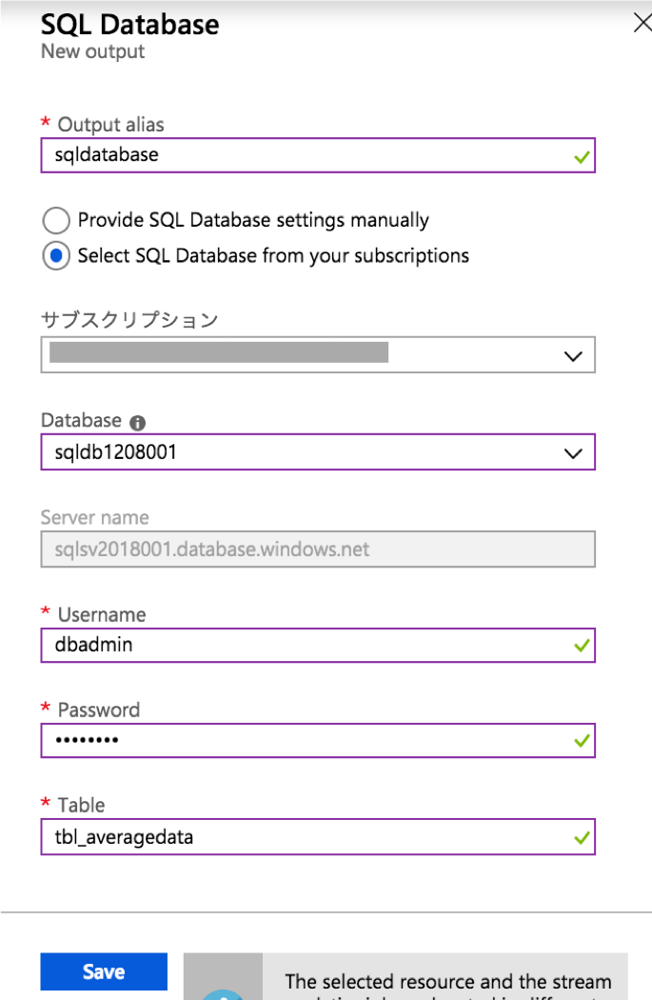 SQL Database
New output
* Output alias
sqldatabase
Provide SQL Database settings manually
Select SQL Database from your subscriptions
サブスクリプション
Database
sqldb1208001
Server name
sqlsv2018001.database.windows.net
* Username
dbadmin
* Password
••••••••
* Table
tbl_averagedata
Save
The selected resource and the stream